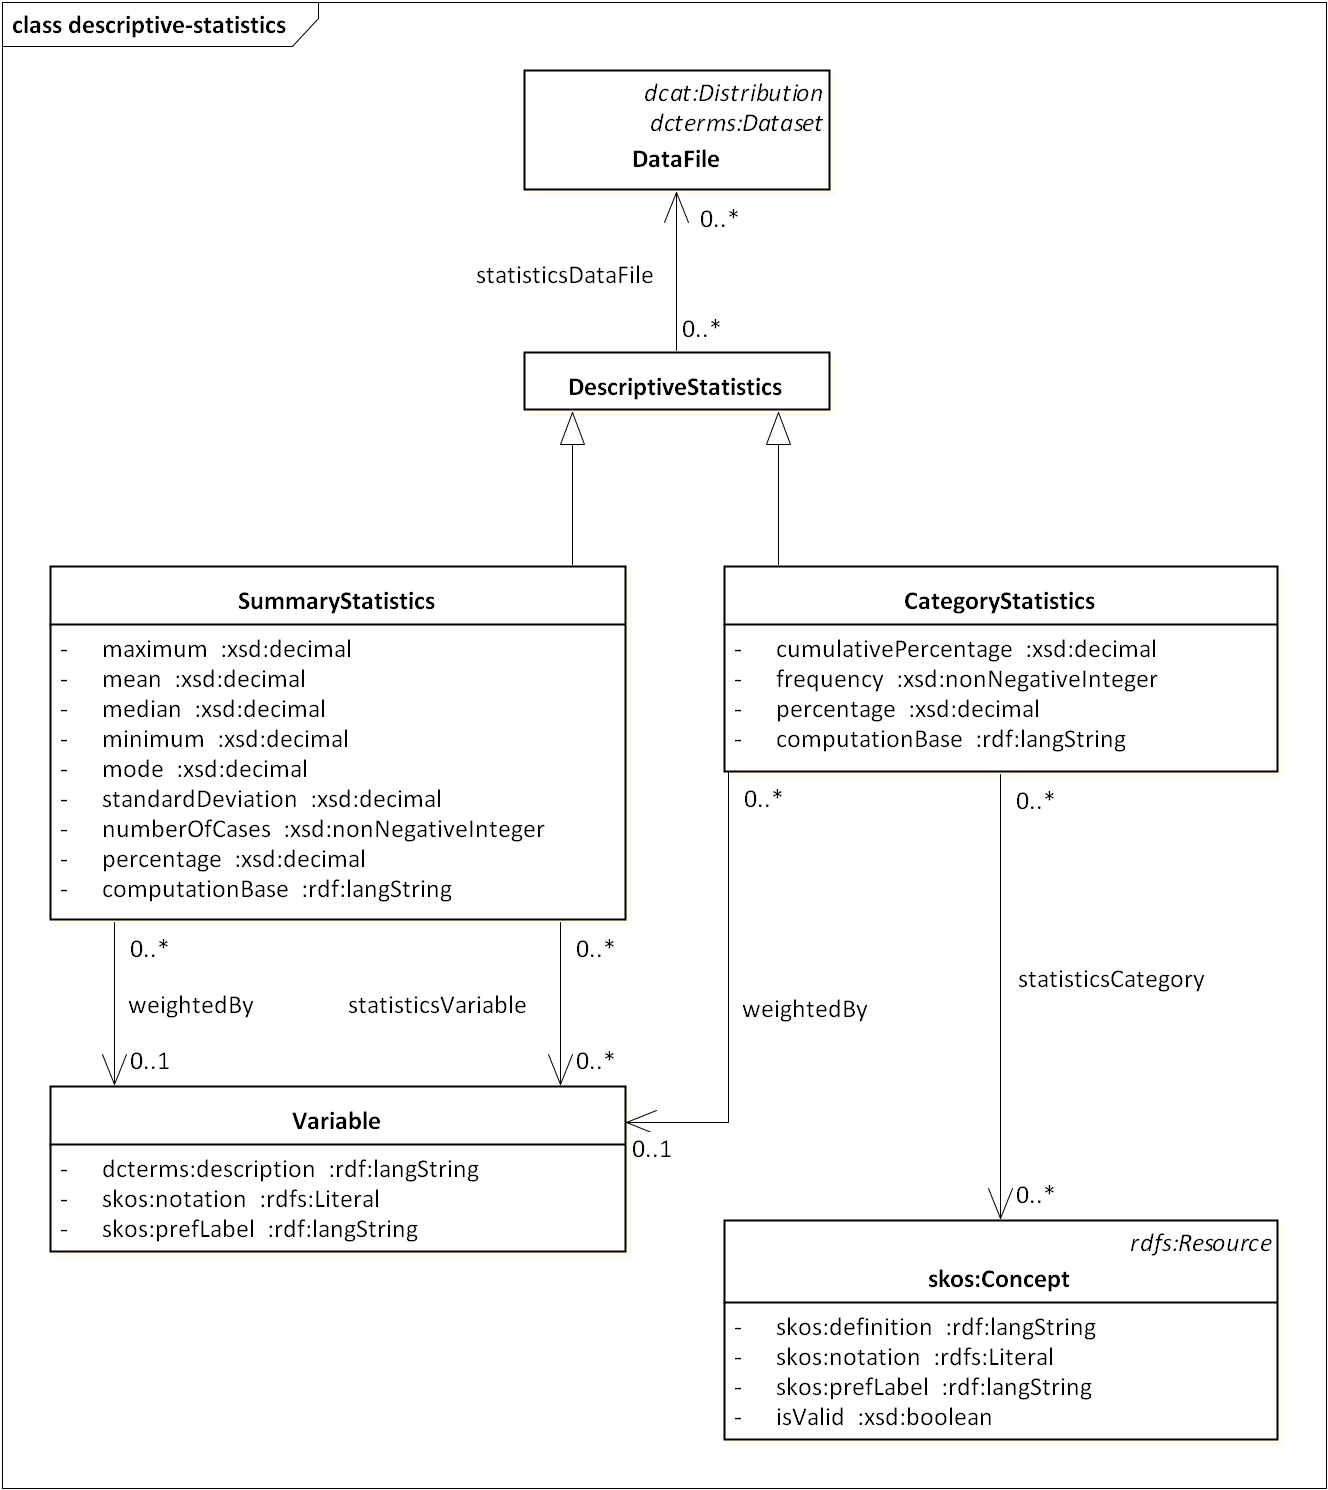 class descriptive-statistics
dcat:Distribution
dcterms:Dataset
DataFile
0..*
statisticsDataFile
0..*
DescriptiveStatistics
SummaryStatistics
- maximum :xsd:decimal
- mean :xsd:decimal
- median :xsd:decimal
- minimum :xsd:decimal
- mode :xsd:decimal
- standardDeviation :xsd:decimal
- numberOfCases :xsd:nonNegativeInteger
- percentage :xsd:decimal
- computationBase :rdf:langString
CategoryStatistics
- cumulativePercentage :xsd:decimal
- frequency :xsd:nonNegativeInteger
- percentage :xsd:decimal
- computationBase :rdf:langString
0..*
weightedBy
0..1
0..*
statisticsVariable
0..*
0..*
weightedBy
0..1
0..*
statisticsCategory
0..*
Variable
- dcterms:description :rdf:langString
- skos:notation :rdfs:Literal
- skos:prefLabel :rdf:langString
rdfs:Resource
skos:Concept
- skos:definition :rdf:langString
- skos:notation :rdfs:Literal
- skos:prefLabel :rdf:langString
- isValid :xsd:boolean